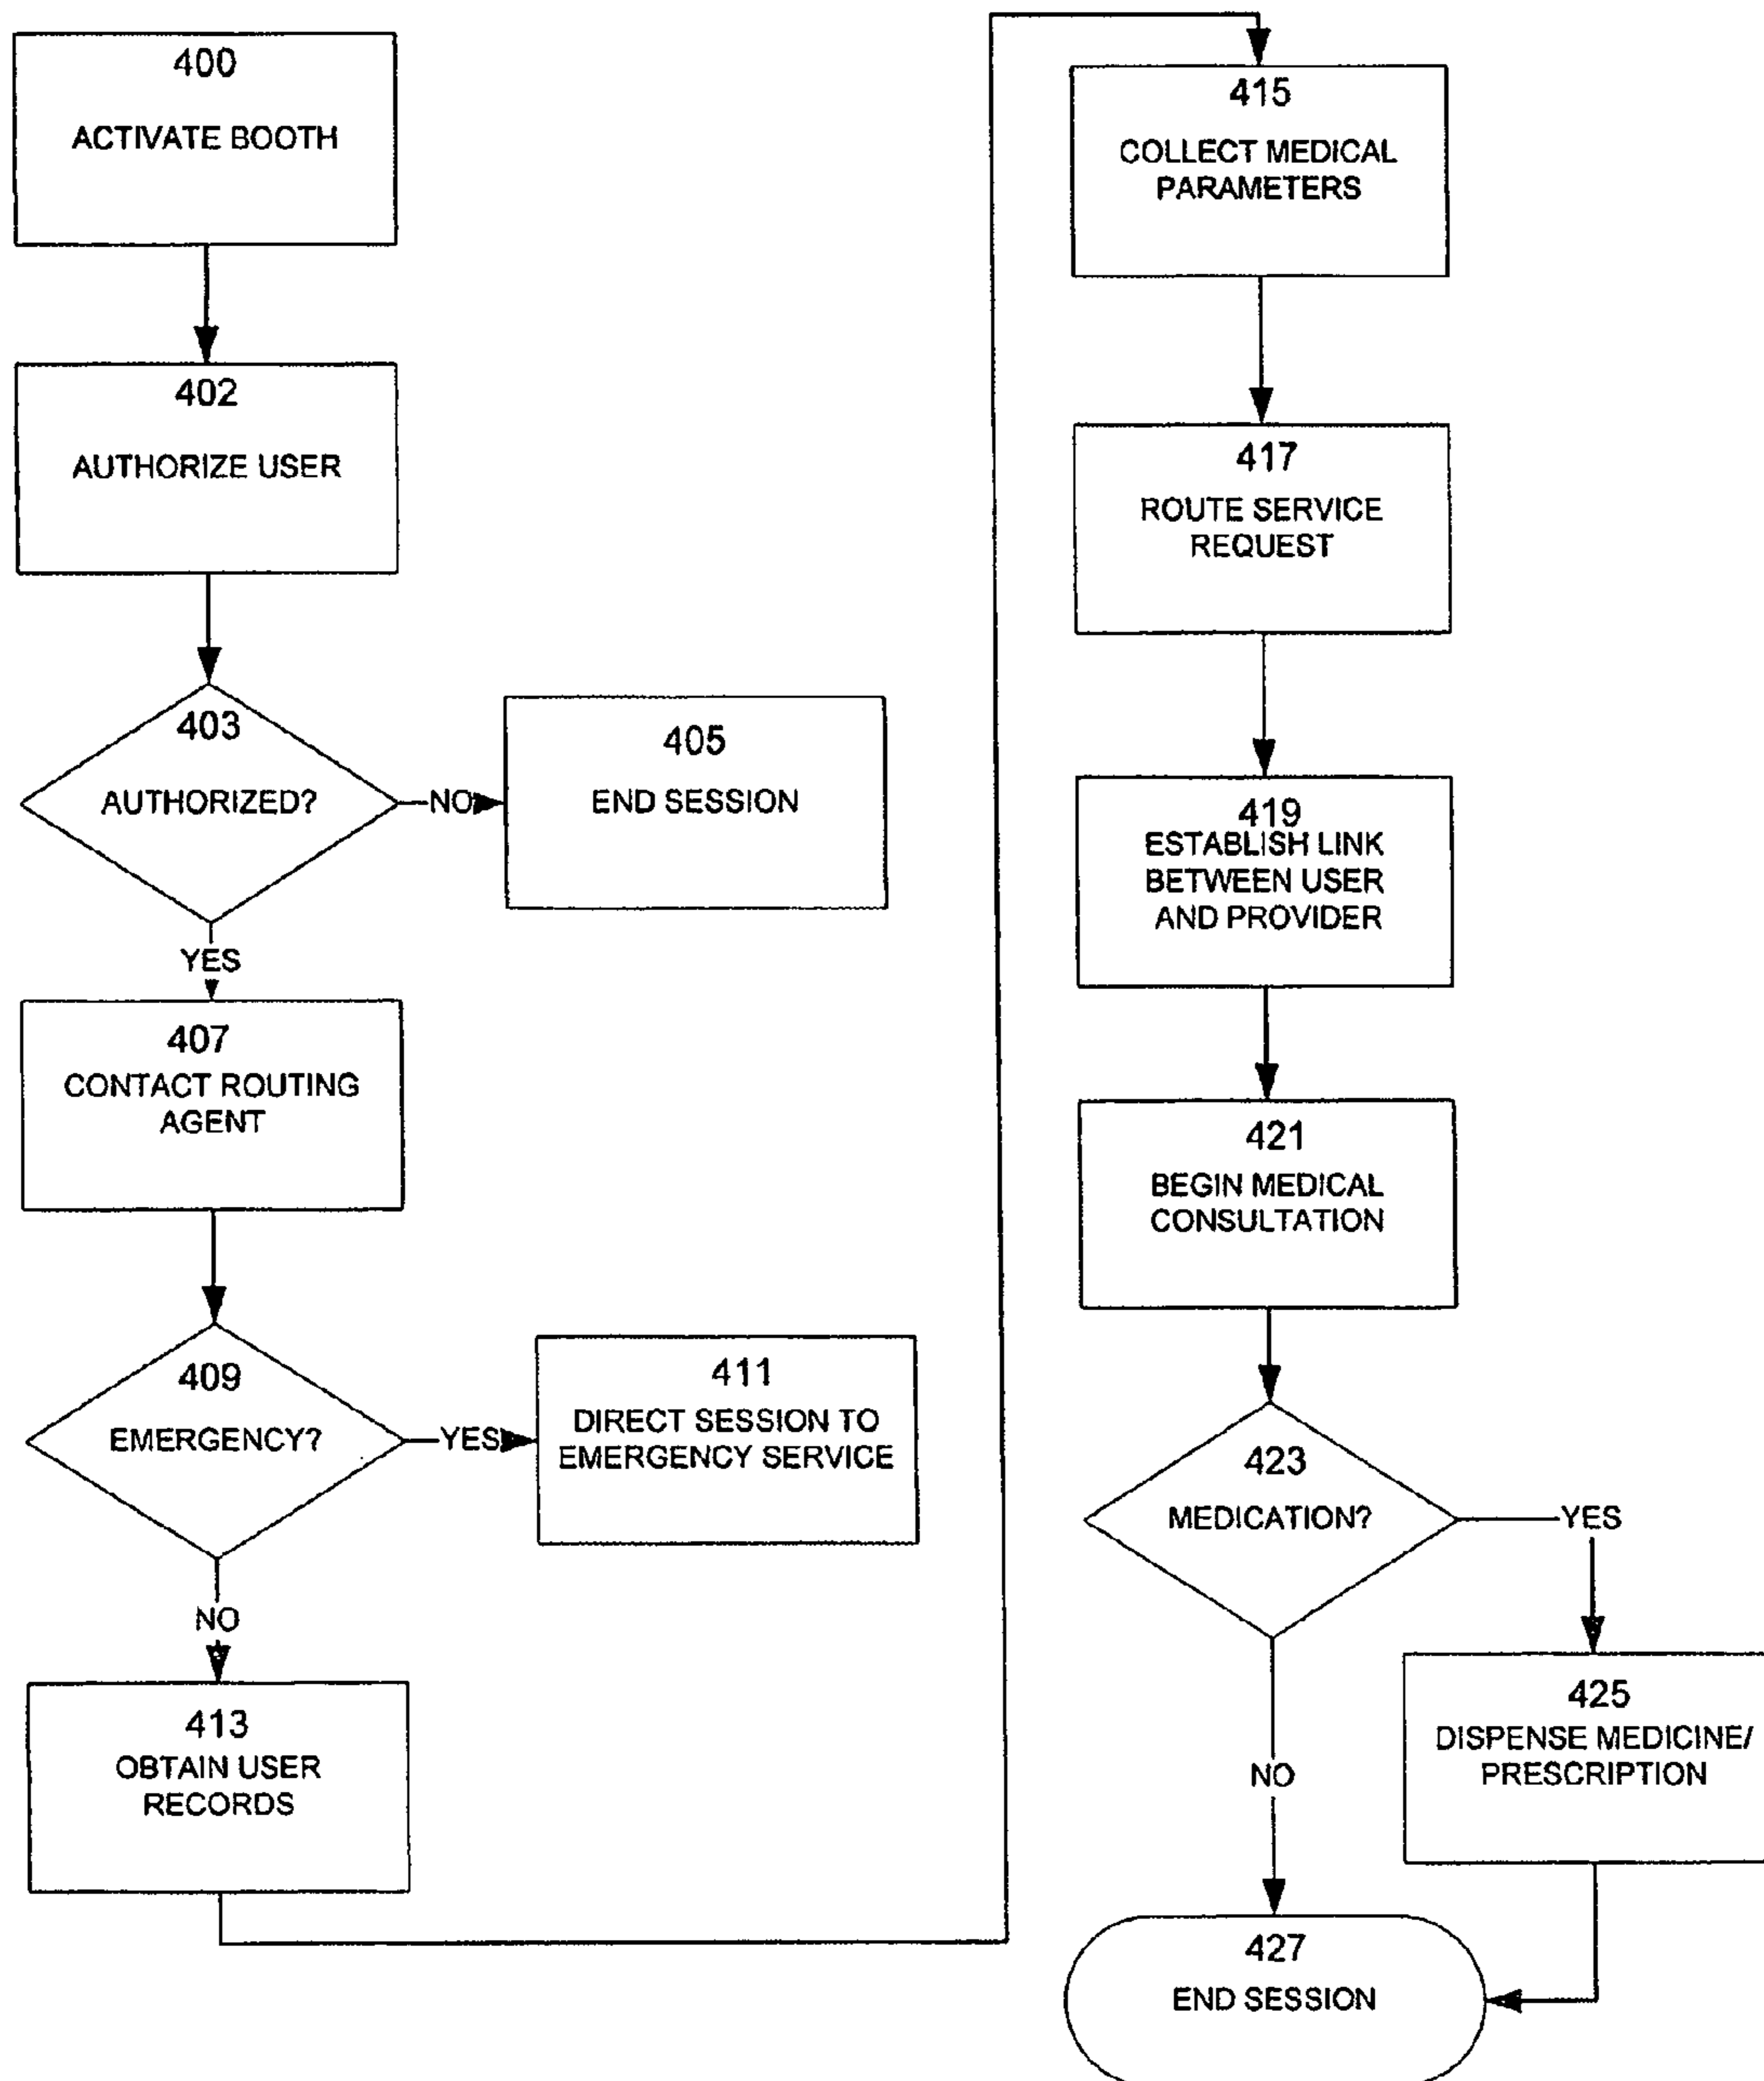 400
ACTIVATE BOOTH
402
AUTHORIZE USER
403
AUTHORIZED?
NO
405
END SESSION
YES
407
CONTACT ROUTING
AGENT
409
EMERGENCY?
YES
411
DIRECT SESSION TO
EMERGENCY SERVICE
NO
413
OBTAIN USER
RECORDS
415
COLLECT MEDICAL
PARAMETERS
417
ROUTE SERVICE
REQUEST
419
ESTABLISH LINK
BETWEEN USER
AND PROVIDER
421
BEGIN MEDICAL
CONSULTATION
423
MEDICATION?
YES
425
DISPENSE MEDICINE/
PRESCRIPTION
NO
427
END SESSION